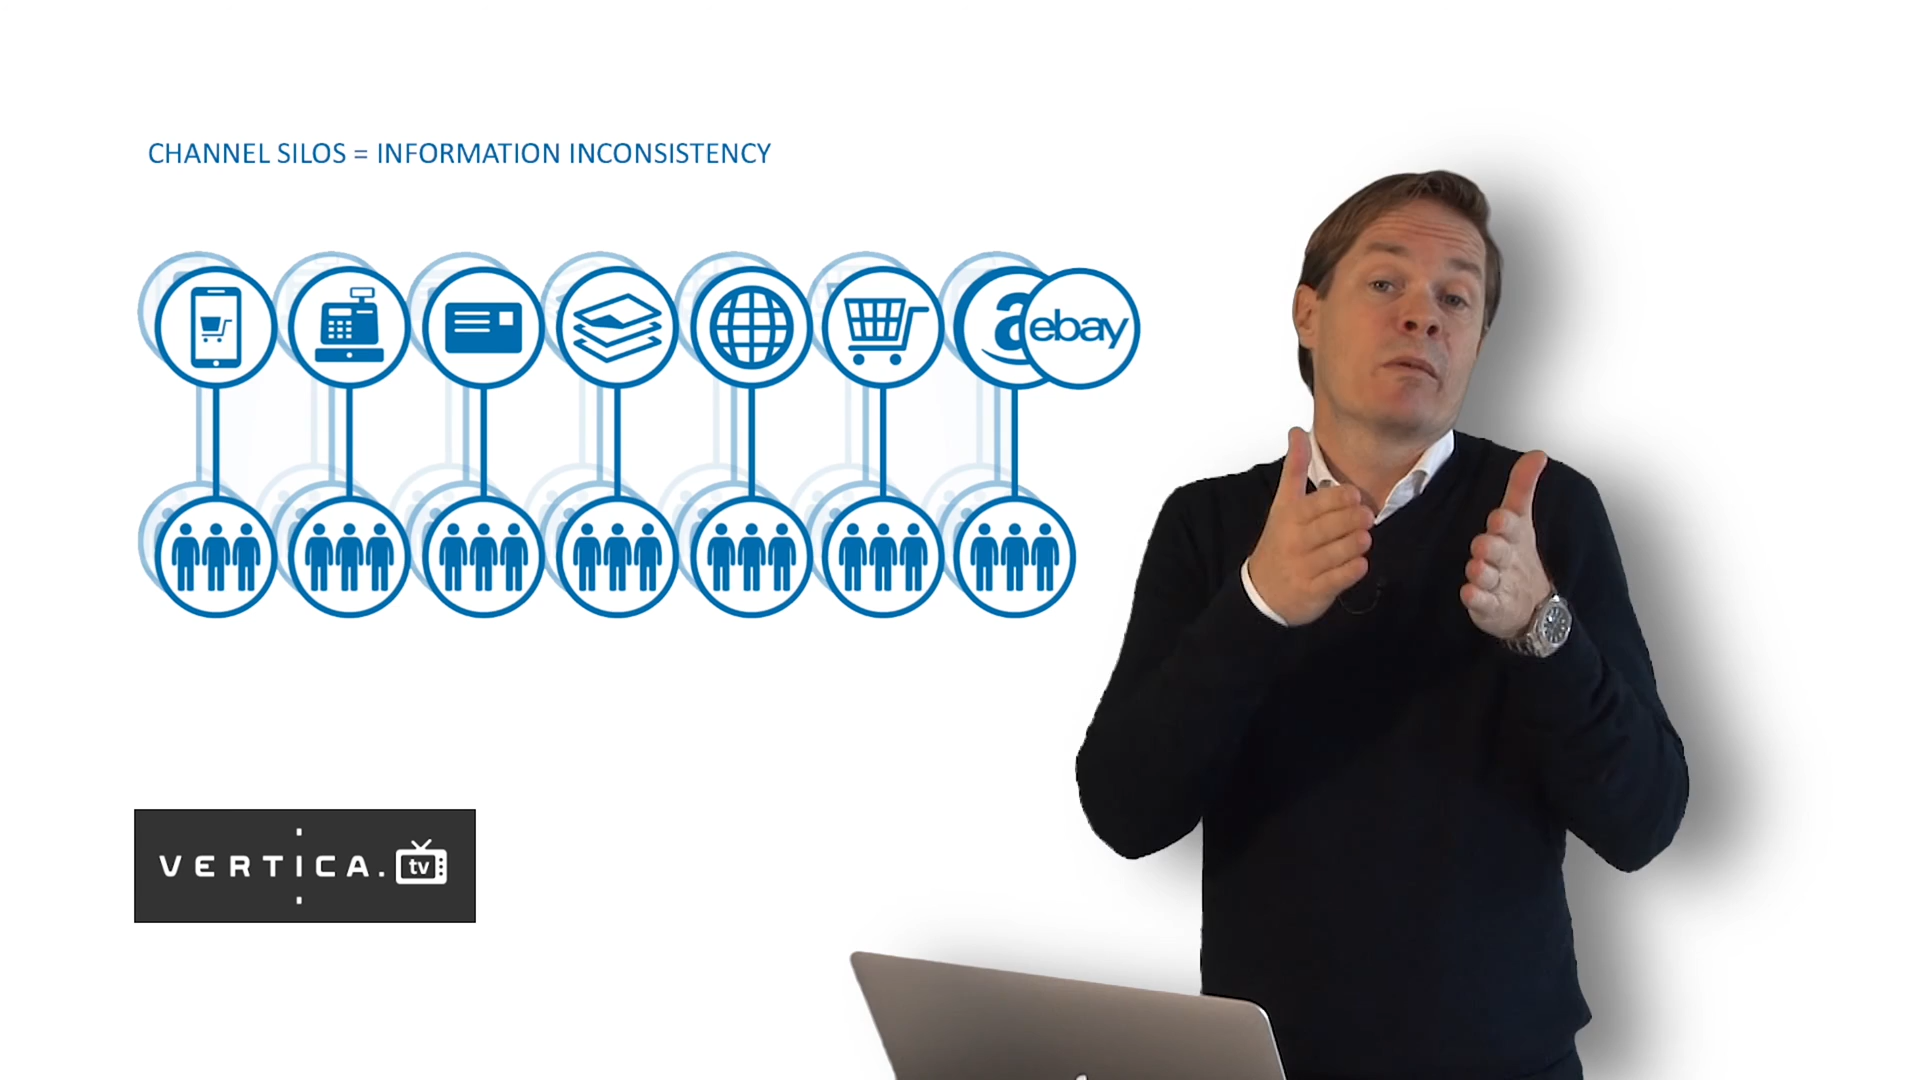 CHANNEL SILOS = INFORMATION INCONSISTENCY
a
ebay
VERTICA.tv